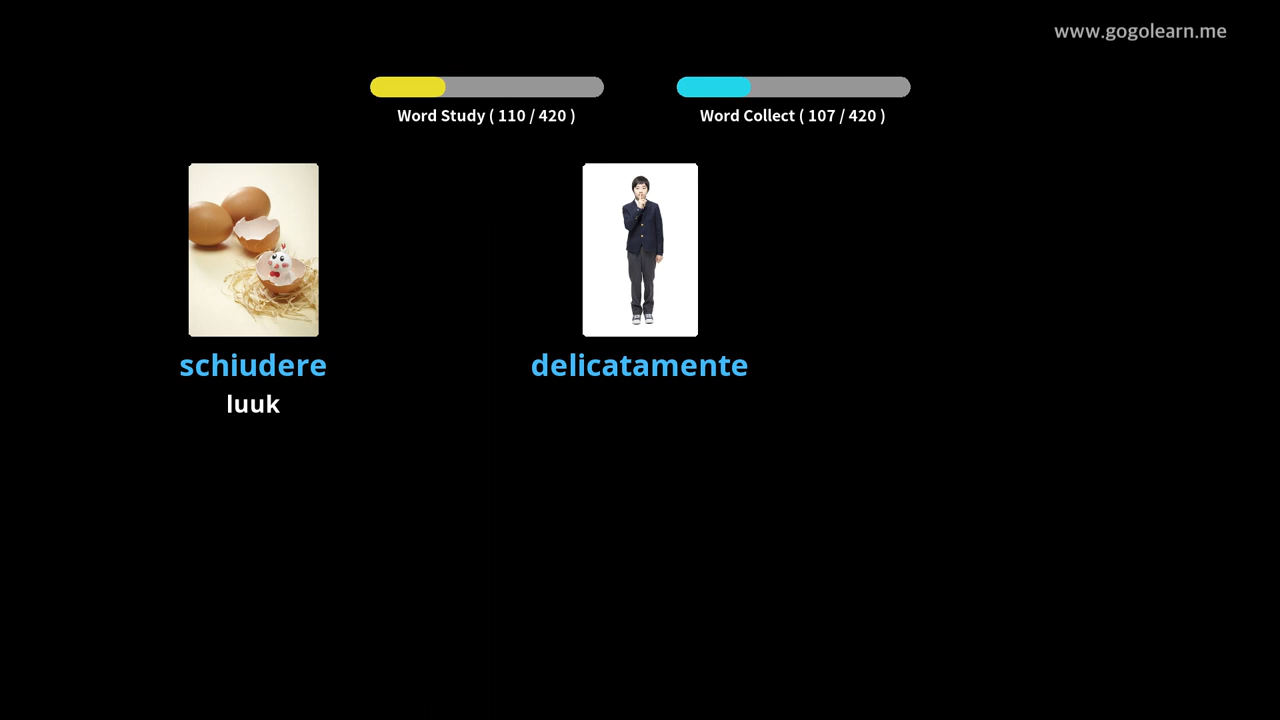 www.gogolearn.me
Word Study ( 110 / 420 )
Word Collect ( 107 / 420 )
schiudere
delicatamente
luuk